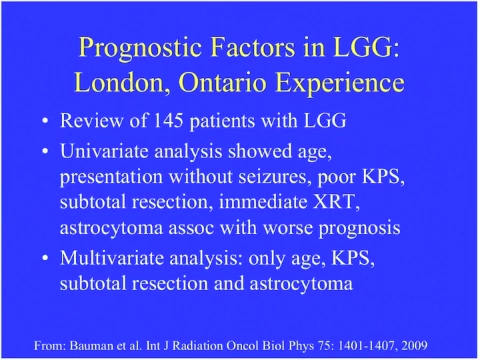 Prognostic Factors in LGG:
London, Ontario Experience
• Review of 145 patients with LGG
• Univariate analysis showed age,
presentation without seizures, poor KPS,
subtotal resection, immediate XRT,
astrocytoma assoc with worse prognosis
• Multivariate analysis: only age, KPS,
subtotal resection and astrocytoma
From: Bauman et al. Int J Radiation Oncol Biol Phys 75: 1401-1407, 2009